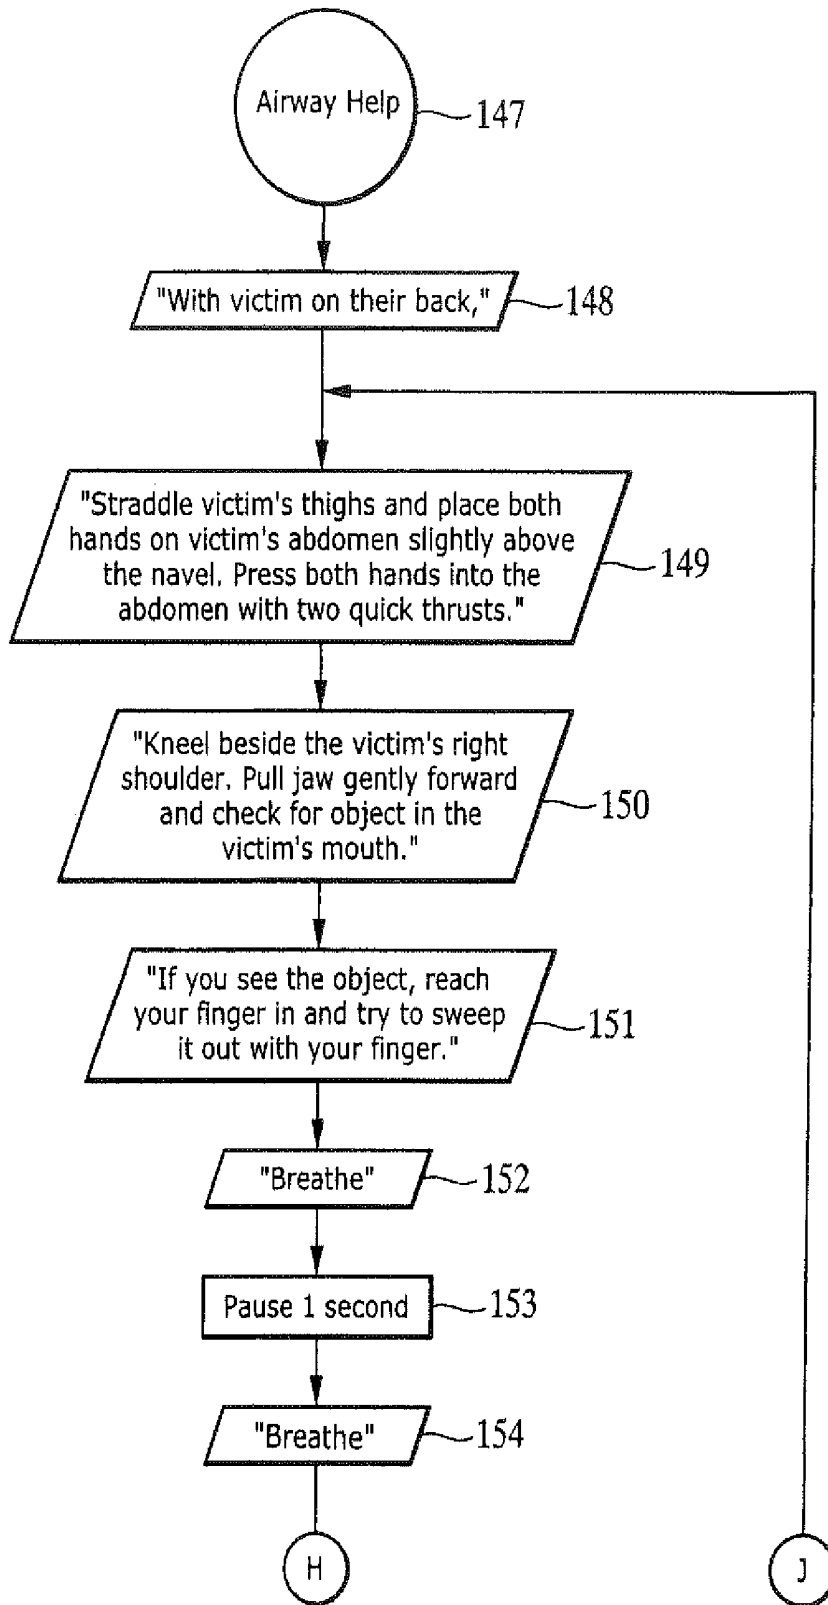 Airway Help
147
"With victim on their back,"
148
"Straddle victim's thighs and place both
hands on victim's abdomen slightly above
the navel. Press both hands into the
abdomen with two quick thrusts."
149
"Kneel beside the victim's right
shoulder. Pull jaw gently forward
and check for object in the
victim's mouth."
150
"If you see the object, reach
your finger in and try to sweep
it out with your finger."
151
"Breathe"
152
Pause 1 second
153
"Breathe"
154
H
J